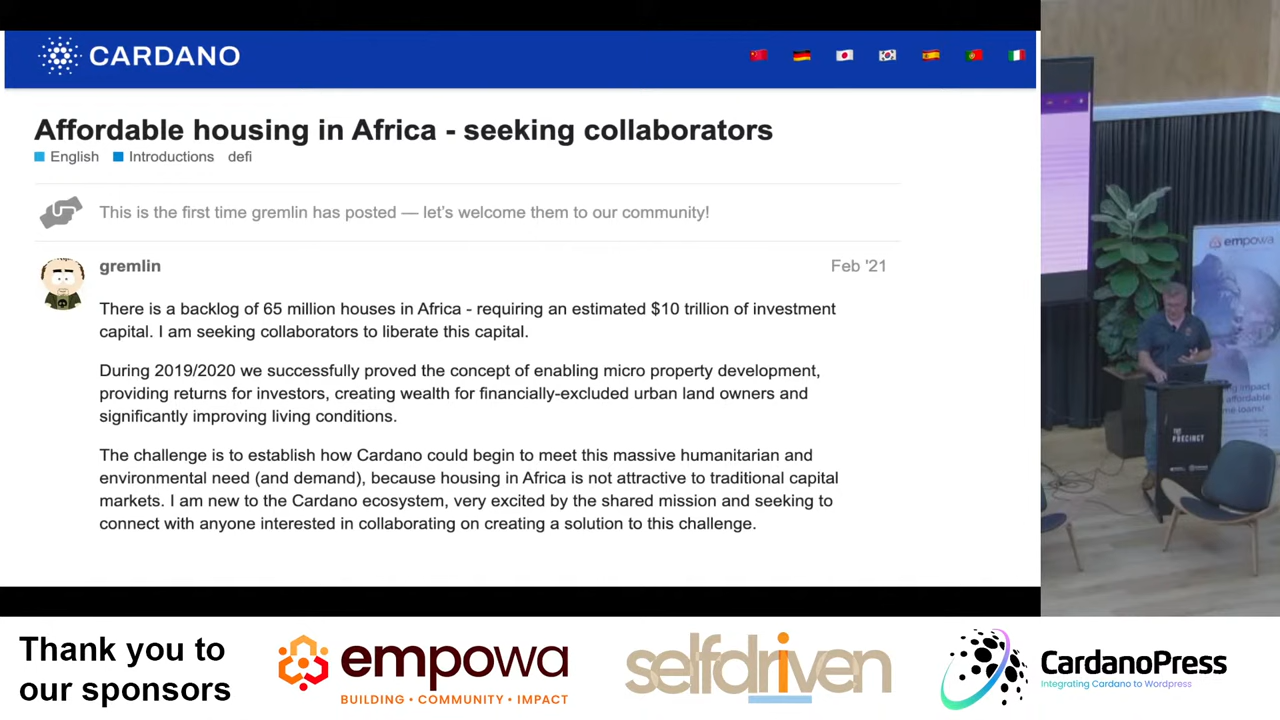 CARDANO
Affordable housing in Africa - seeking collaborators
English Introductions defi
This is the first time gremlin has posted — let's welcome them to our community!
gremlin Feb '21
There is a backlog of 65 million houses in Africa - requiring an estimated $10 trillion of investment
capital. I am seeking collaborators to liberate this capital.
During 2019/2020 we successfully proved the concept of enabling micro property development,
providing returns for investors, creating wealth for financially-excluded urban land owners and
significantly improving living conditions.
The challenge is to establish how Cardano could begin to meet this massive humanitarian and
environmental need (and demand), because housing in Africa is not attractive to traditional capital
markets. I am new to the Cardano ecosystem, very excited by the shared mission and seeking to
connect with anyone interested in collaborating on creating a solution to this challenge.
empowa
THE
PRECINCT
Thank you to
our sponsors
empowa
BUILDING • COMMUNITY • IMPACT
selfdriven
CardanoPress
Integrating Cardano to Wordpress